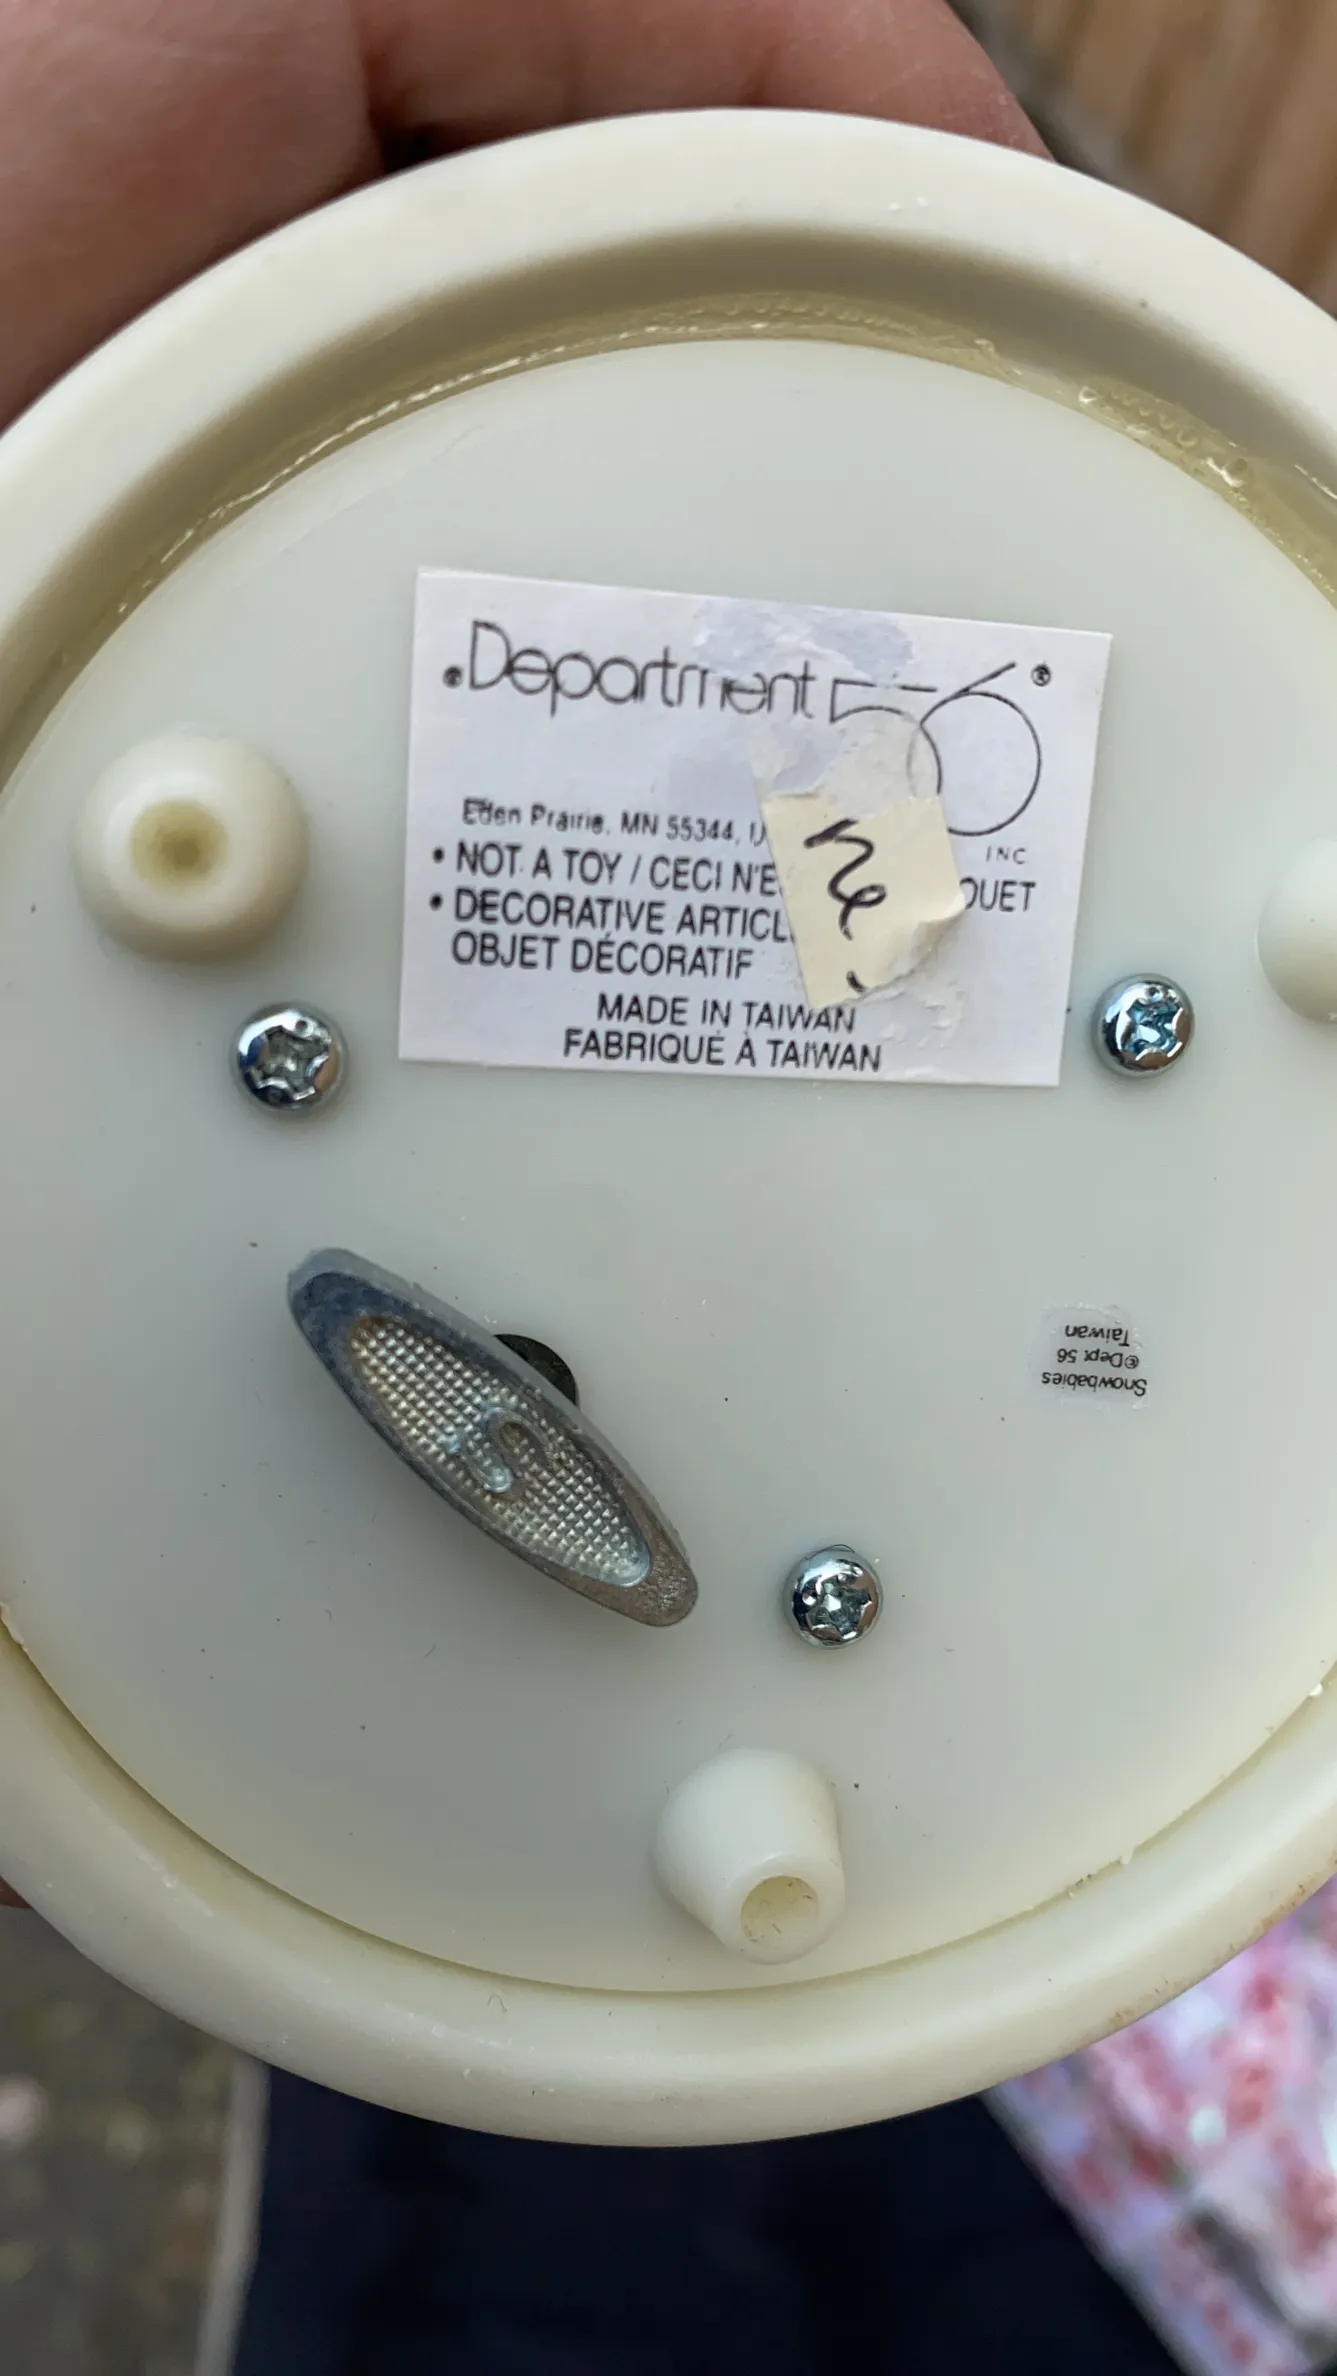 Department 56®
INC
Eden Prairie, MN 55344,
• NOT A TOY / CECI N'E OUET
• DECORATIVE ARTICL
OBJET DÉCORATIF
MADE IN TAIWAN
FABRIQUÉ À TAIWAN
Snowbabies
©Dept 56
Taiwan
S